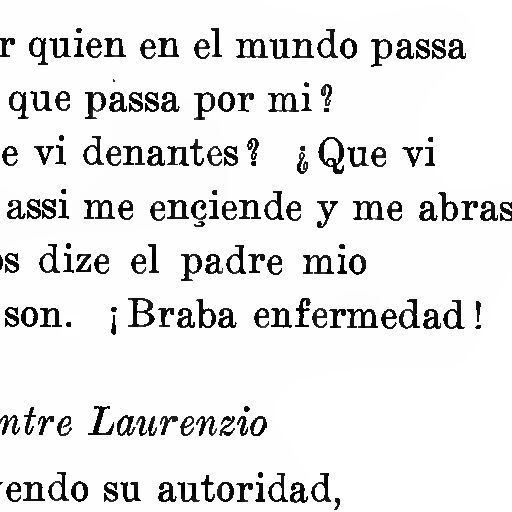 r quien en el mundo passa
que passa por mi?
e vi denantes? ¿Que vi
assi me ençiende y me abras
os dize el padre mio
son. ¡Braba enfermedad!
ntre Laurenzio
endo su autoridad,